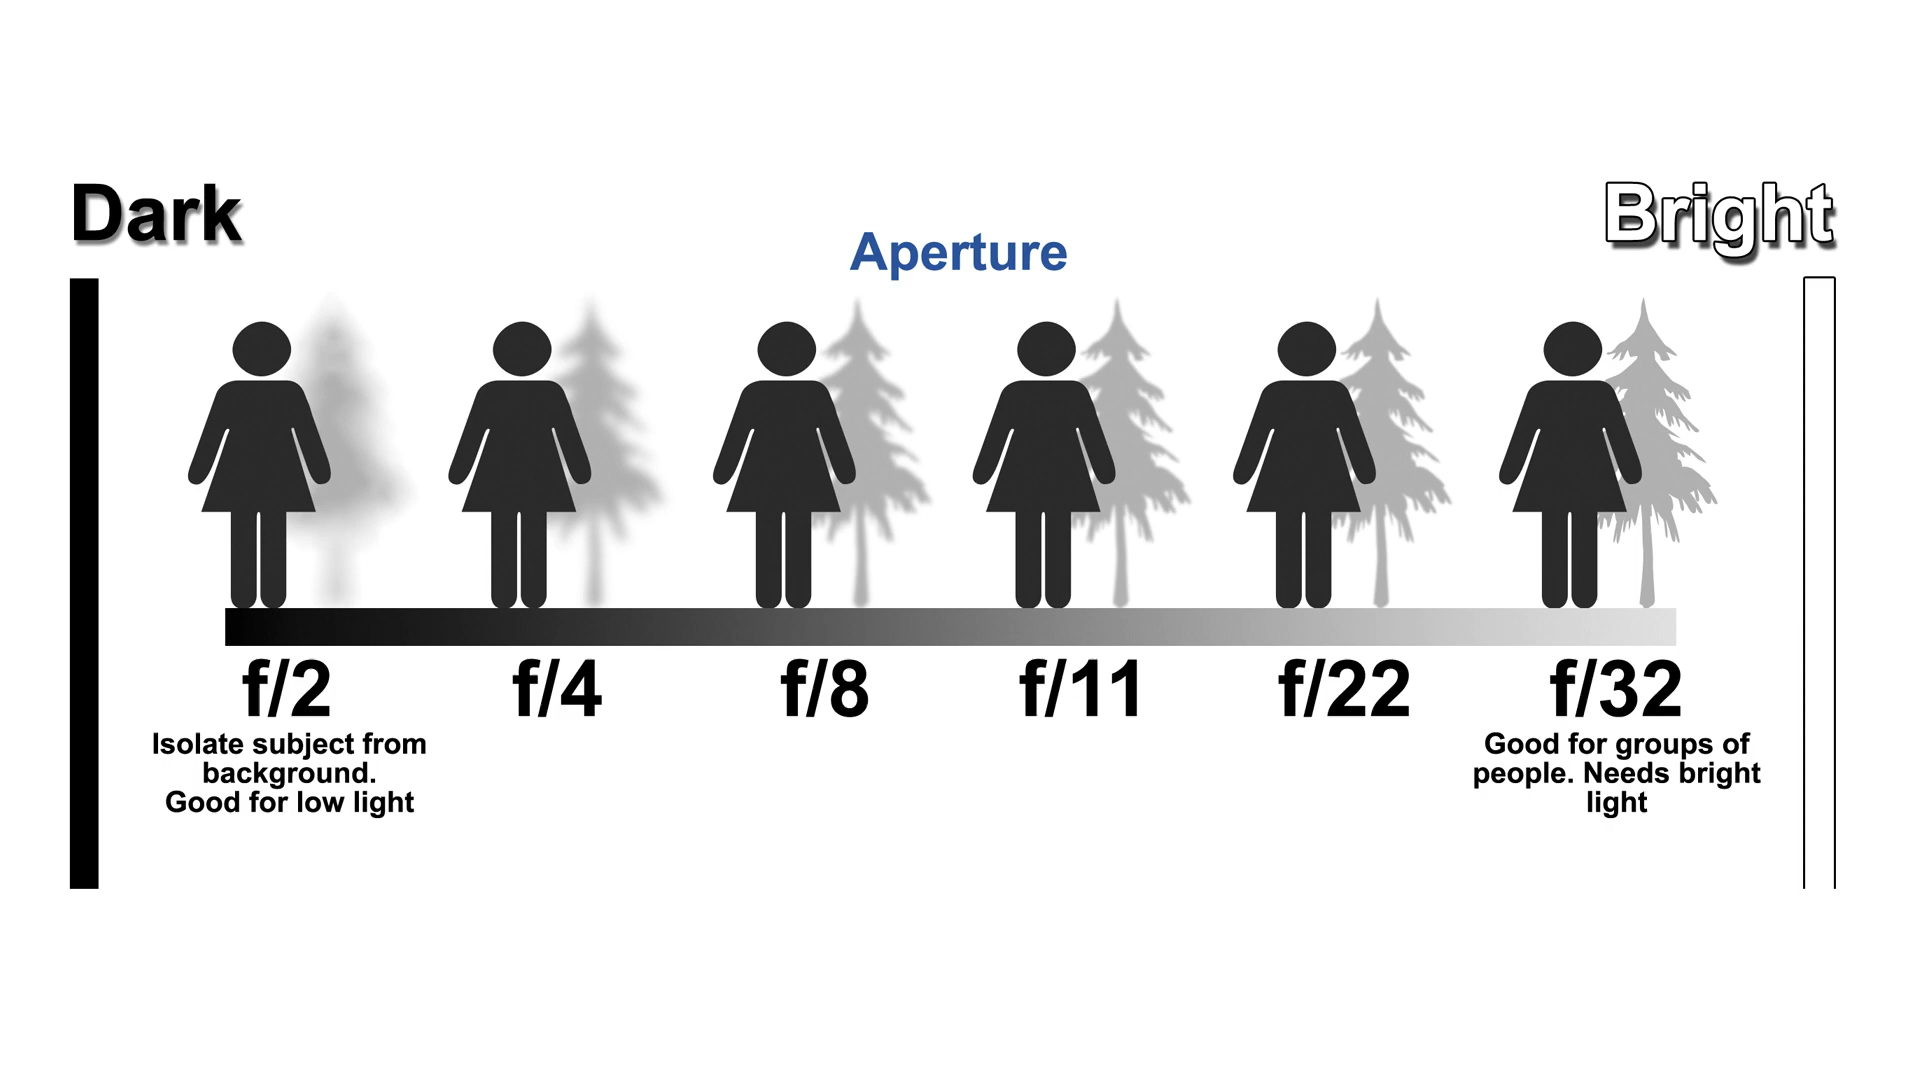 Dark
Bright
Aperture
f/2
f/4
f/8
f/11
f/22
f/32
Isolate subject from
background.
Good for low light
Good for groups of
people. Needs bright
light